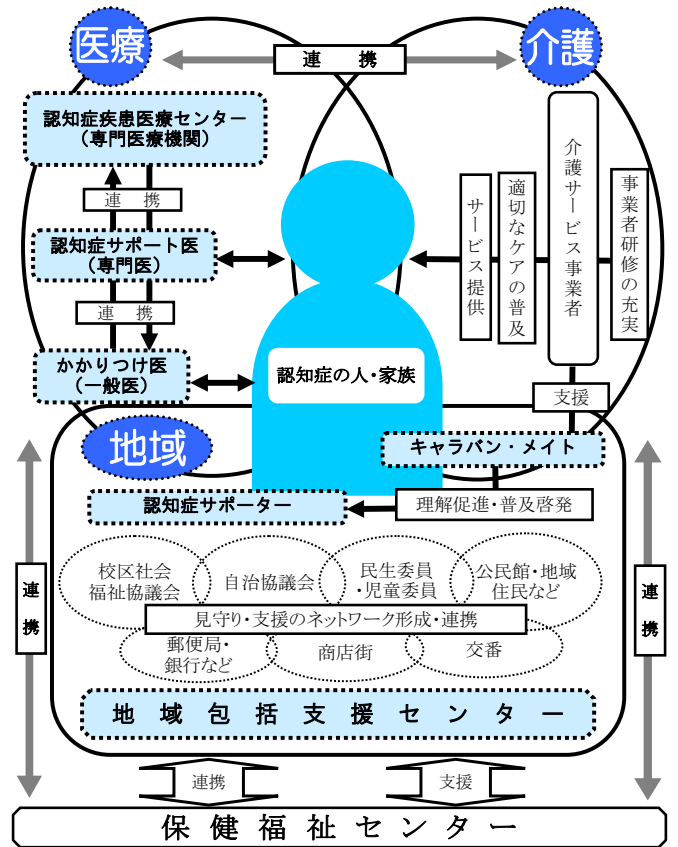 医療
連　携
介護
認知症疾患医療センター
（専門医療機関）
連　携
認知症サポート医
（専門医）
連　携
かかりつけ医
（一般医）
サービス提供
適切なケアの普及
介護サービス事業者
事業者研修の充実
認知症の人・家族
支援
地域
キャラバン・メイト
認知症サポーター
理解促進・普及啓発
連携
校区社会
福祉協議会
自治協議会
民生委員
・児童委員
公民館・地域
住民など
連携
見守り・支援のネットワーク形成・連携
郵便局・
銀行など
商店街
交番
地域包括支援センター
連携
支援
保健福祉センター